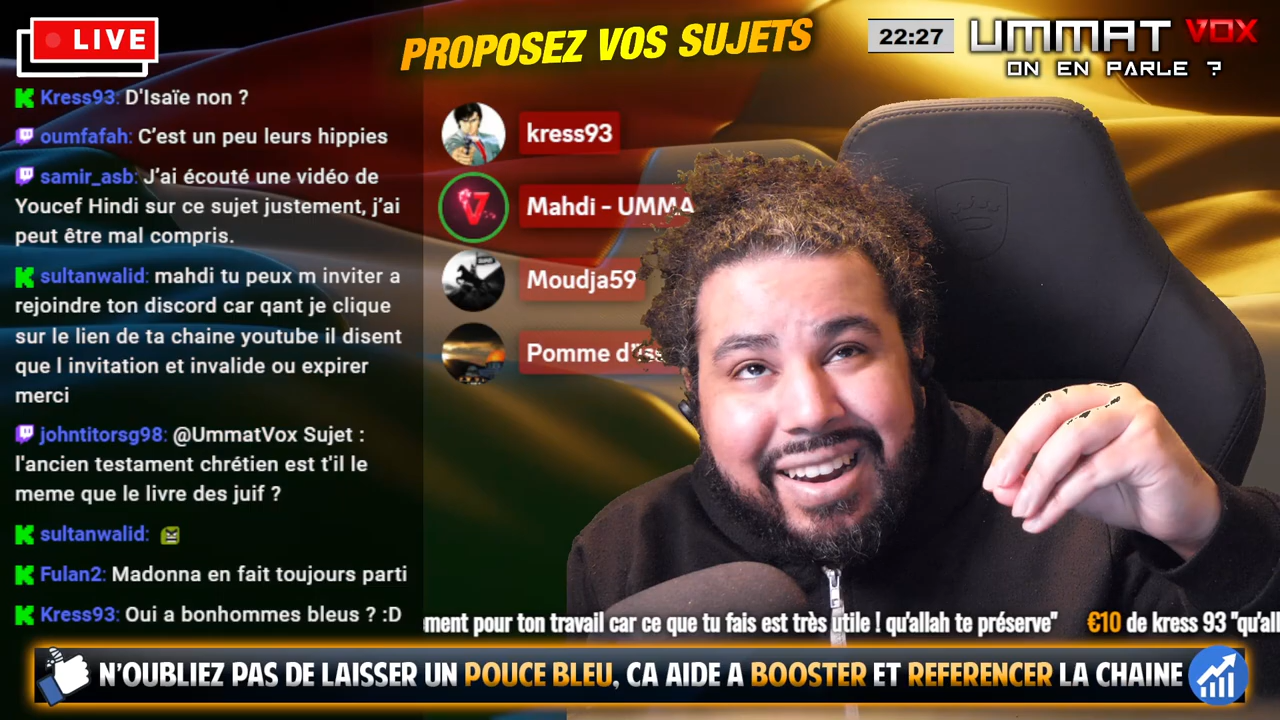 LIVE
PROPOSEZ VOS SUJETS
22:27
UMMAT VOX
ON EN PARLE ?
Kress93: D'Isaïe non ?
oumfafah: C'est un peu leurs hippies
samir_asb: J'ai écouté une vidéo de
Youcef Hindi sur ce sujet justement, j'ai
peut être mal compris.
sultanwalid: mahdi tu peux m inviter a
rejoindre ton discord car qant je clique
sur le lien de ta chaine youtube il disent
que l invitation et invalide ou expirer
merci
johntitorsg98: @UmmatVox Sujet :
l'ancien testament chrétien est t'il le
meme que le livre des juif ?
sultanwalid:
Fulan2: Madonna en fait toujours parti
Kress93: Oui a bonhommes bleus ? :D
kress93
Mahdi - UMMA
Moudja59
Pomme d'
ment pour ton travail car ce que tu fais est très utile ! qu'allah te préserve" €10 de kress 93 "qu'all
N'OUBLIEZ PAS DE LAISSER UN POUCE BLEU, CA AIDE A BOOSTER ET REFERENCER LA CHAINE